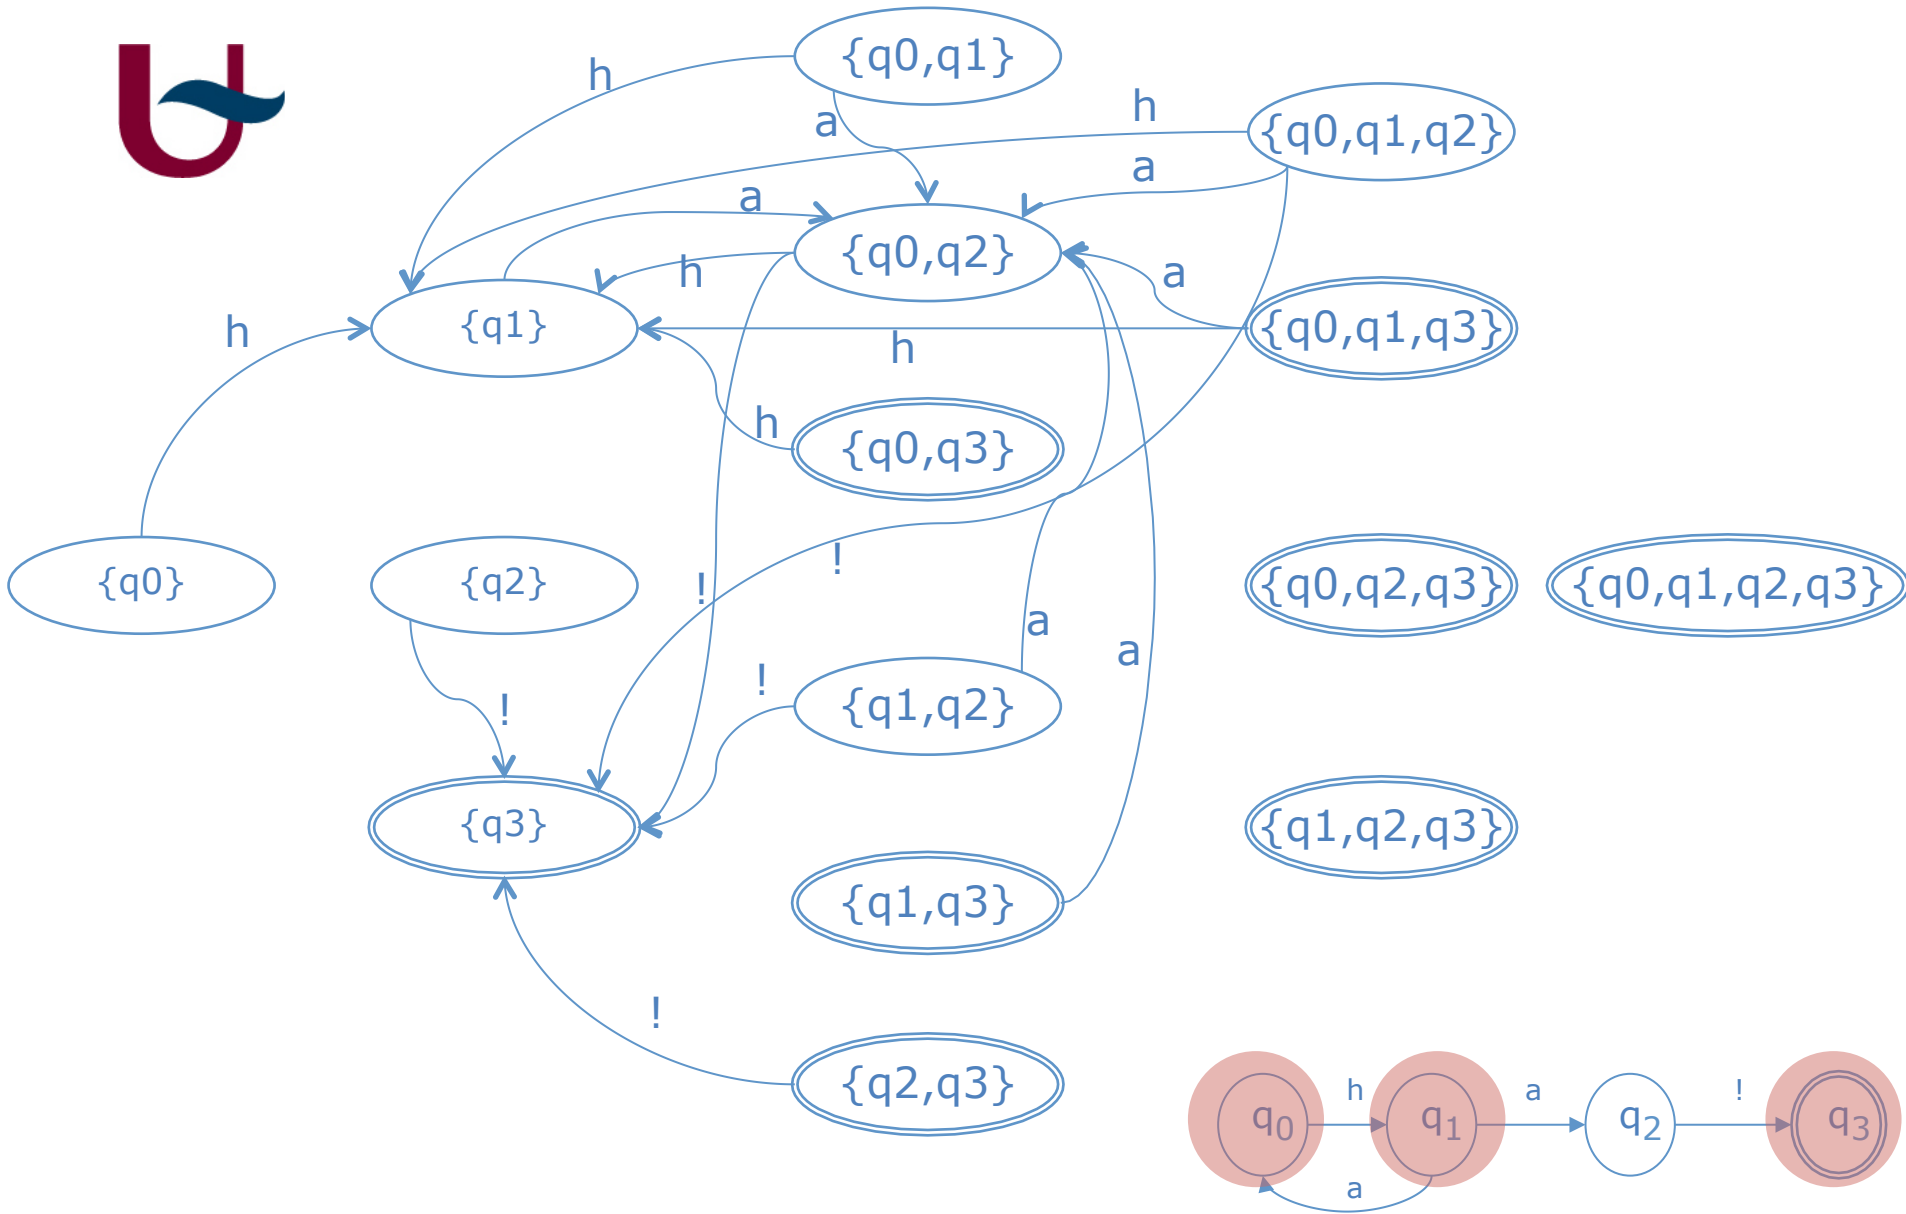 {q0,q1}
h
h
{q0,q1,q2}
a
a
a
{q0,q2}
h
a
{q1}
{q0,q1,q3}
h
h
h
{q0,q3}
{q0}
{q2}
!
!
{q0,q2,q3}
{q0,q1,q2,q3}
a
a
!
!
{q1,q2}
{q3}
{q1,q2,q3}
{q1,q3}
!
{q2,q3}
h
a
!
q0
q1
q2
q3
a